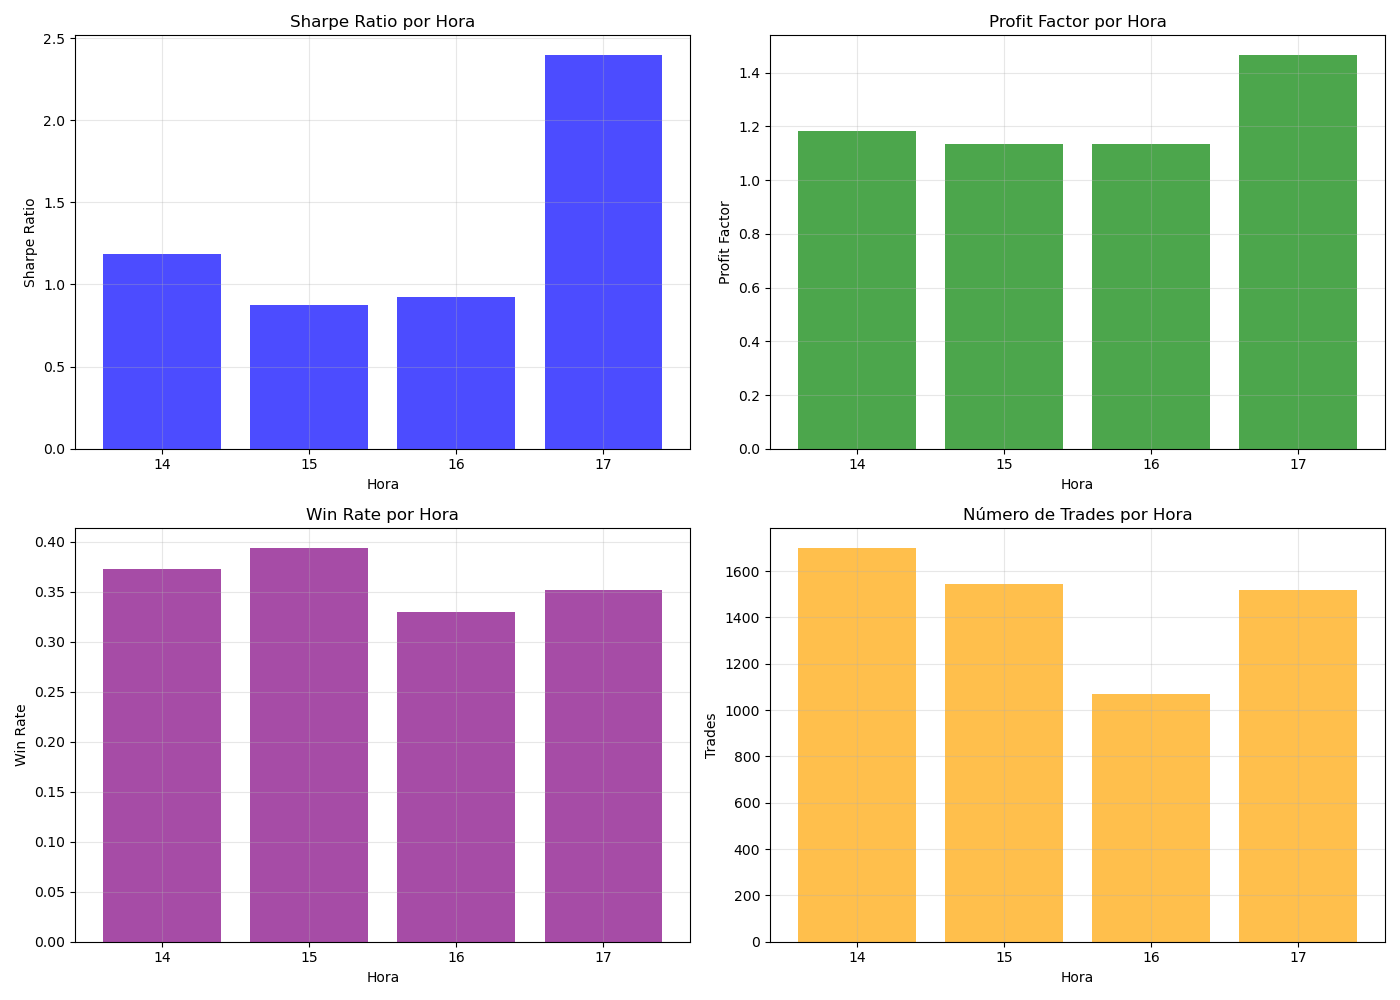 Sharpe Ratio por Hora
Sharpe Ratio
2.5
2.0
1.5
1.0
0.5
0.0
14 15 16 17
Hora
Profit Factor por Hora
Profit Factor
1.4
1.2
1.0
0.8
0.6
0.4
0.2
0.0
14 15 16 17
Hora
Win Rate por Hora
Win Rate
0.40
0.35
0.30
0.25
0.20
0.15
0.10
0.05
0.00
14 15 16 17
Hora
Número de Trades por Hora
Trades
1600
1400
1200
1000
800
600
400
200
0
14 15 16 17
Hora